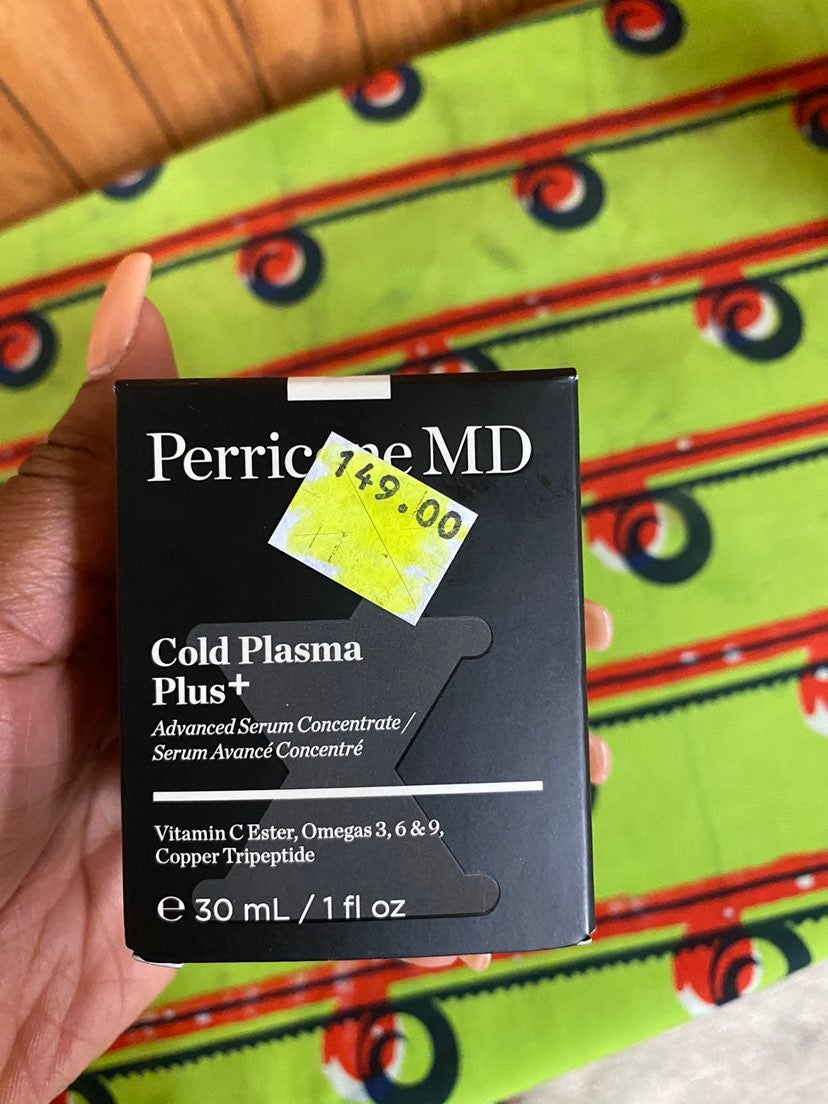 Perricone MD
149.00
Cold Plasma
Plus+
Advanced Serum Concentrate /
Serum Avancé Concentré
Vitamin C Ester, Omegas 3, 6 & 9,
Copper Tripeptide
℮ 30 mL / 1 fl oz